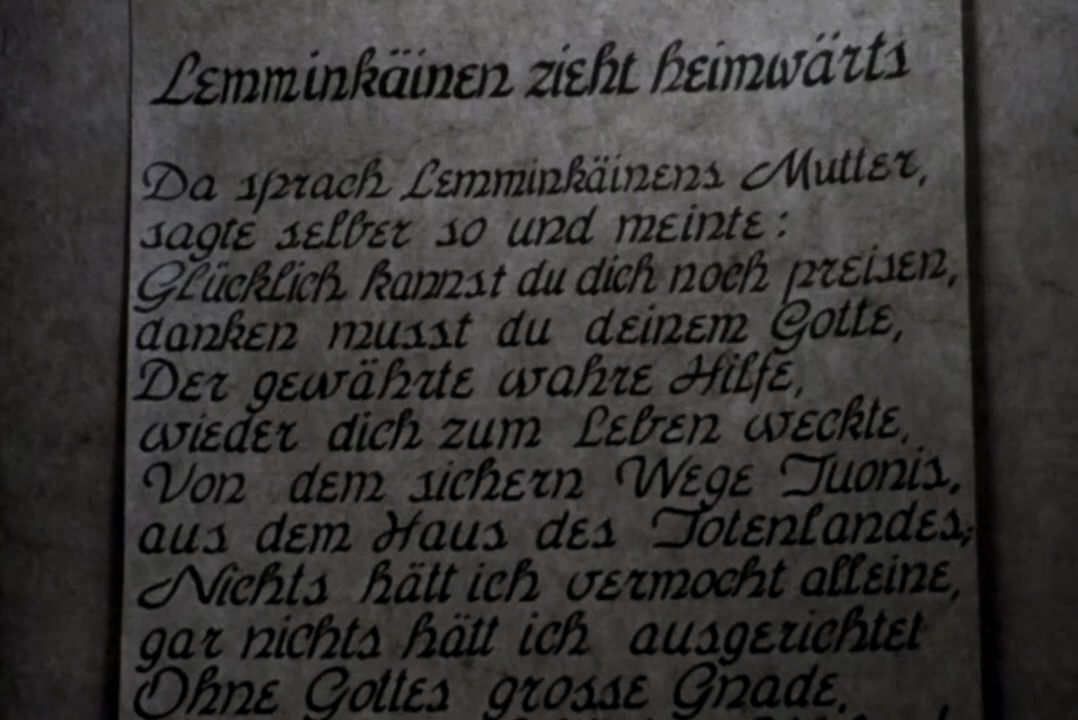 Lemminkäinen zieht heimwärts
Da sprach Lemminkäinens Mutter,
sagte selber so und meinte:
Glücklich kannst du dich noch preisen,
danken musst du deinem Gotte,
Der gewährte wahre Hilfe,
wieder dich zum Leben weckte,
Von dem sichern Wege Tuonis,
aus dem Haus des Totenlandes;
Nichts hätt ich vermocht alleine,
gar nichts hätt ich ausgerichtet
Ohne Gottes grosse Gnade,